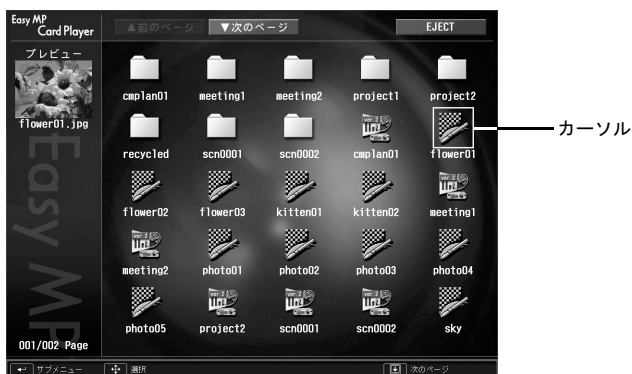 Easy MP
Card Player
▲前のページ
▼次のページ
EJECT
プレビュー
flower01.jpg
cmplan01
meeting1
meeting2
project1
project2
recycled
scn0001
scn0002
cmplan01
flower01
カーソル
flower02
flower03
kitten01
kitten02
meeting1
meeting2
photo01
photo02
photo03
photo04
photo05
project2
scn0001
scn0002
sky
Easy MP
001/002 Page
サブメニュー
選択
次のページ